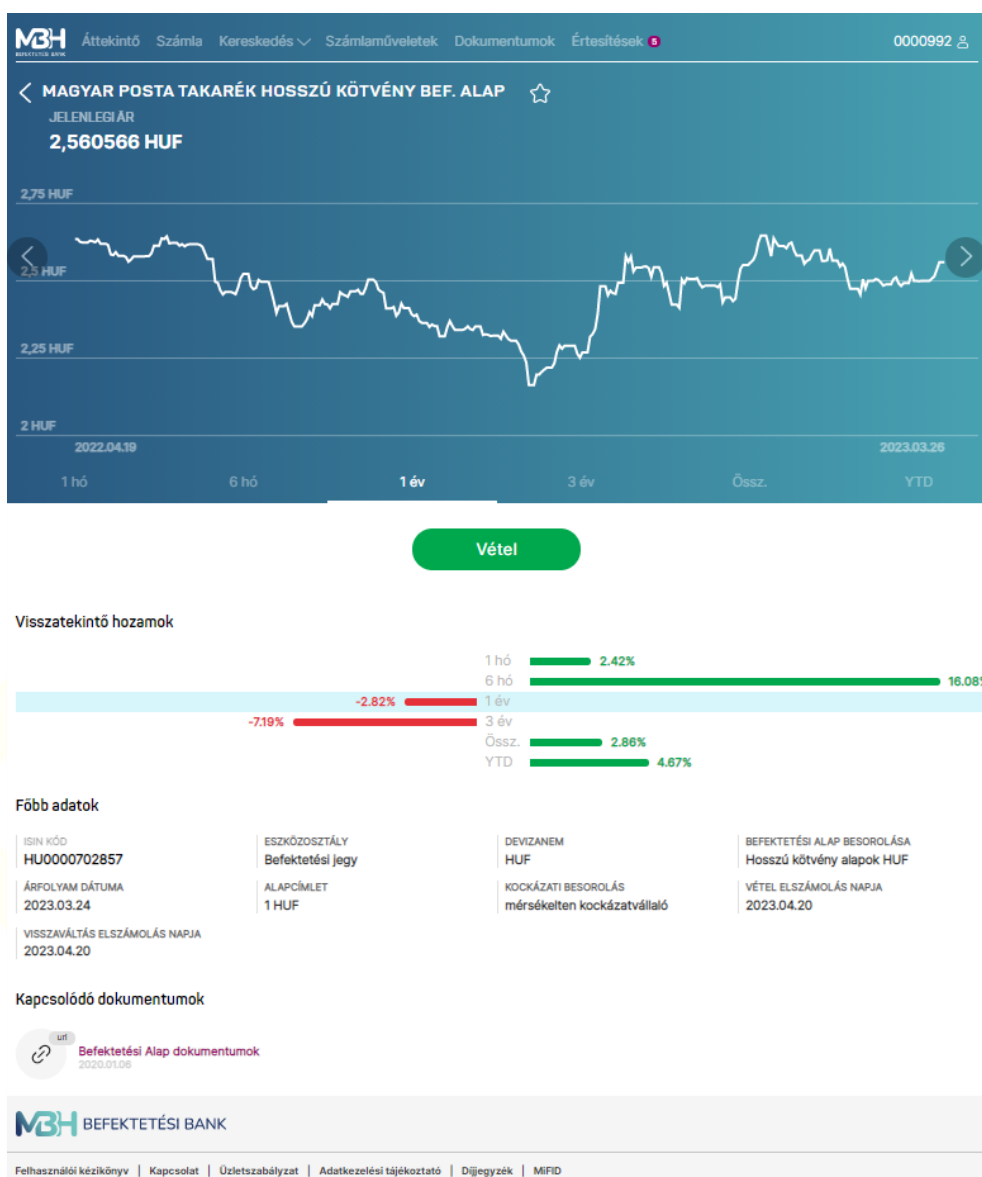 MBH Áttekintő Számla Kereskedés Számlaműveletek Dokumentumok Értesítések 5 0000992
BEFEKTETÉSI BANK
MAGYAR POSTA TAKARÉK HOSSZÚ KÖTVÉNY BEF. ALAP
JELENLEGI ÁR
2,560566 HUF
2,75 HUF
2,5 HUF
2,25 HUF
2 HUF
2022.04.19 2023.03.26
1 hó 6 hó 1 év 3 év Össz. YTD
Vétel
Visszatekintő hozamok
1 hó 2.42%
6 hó 16.08%
-2.82% 1 év
-7.19% 3 év
Össz. 2.86%
YTD 4.67%
Főbb adatok
ISIN KÓD ESZKÖZOSZTÁLY DEVIZANEM BEFEKTETÉSI ALAP BESOROLÁSA
HU0000702857 Befektetési jegy HUF Hosszú kötvény alapok HUF
ÁRFOLYAM DÁTUMA ALAPCÍMLET KOCKÁZATI BESOROLÁS VÉTEL ELSZÁMOLÁS NAPJA
2023.03.24 1 HUF mérsékelten kockázatvállaló 2023.04.20
VISSZAVÁLTÁS ELSZÁMOLÁS NAPJA
2023.04.20
Kapcsolódó dokumentumok
url
Befektetési Alap dokumentumok
2020.01.06
MBH BEFEKTETÉSI BANK
Felhasználói kézikönyv | Kapcsolat | Üzletszabályzat | Adatkezelési tájékoztató | Díjjegyzék | MiFID